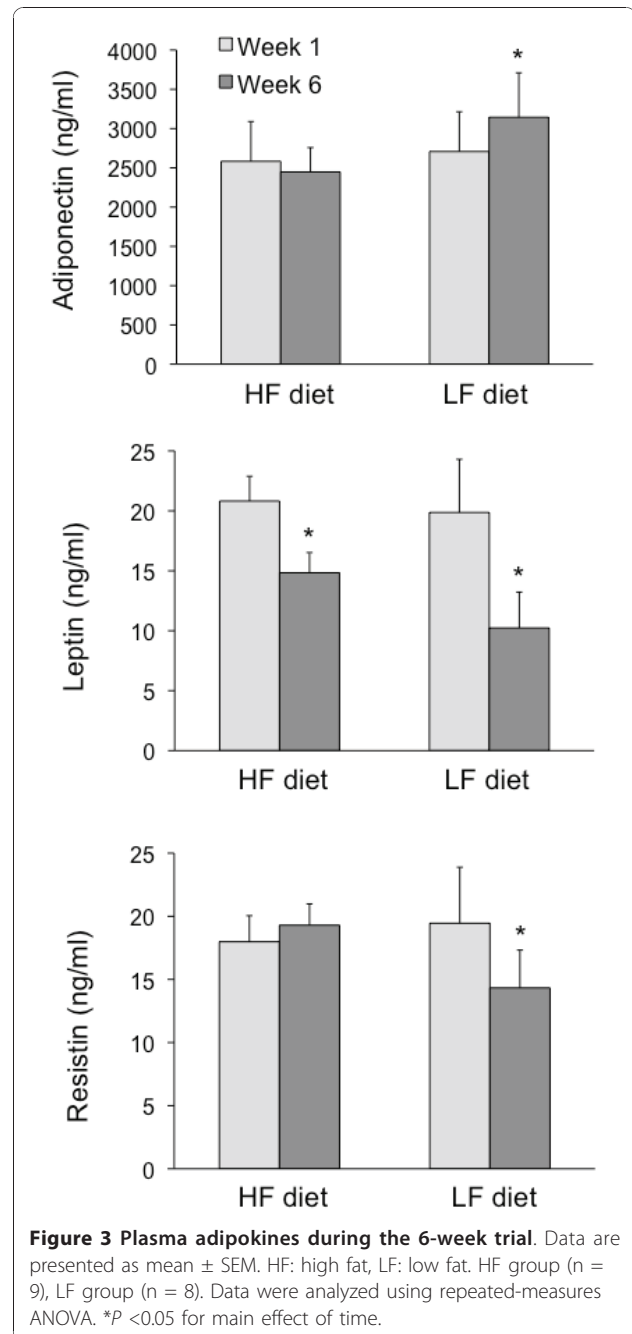 Adiponectin (ng/ml)
4000
3500
3000
2500
2000
1500
1000
500
0
Week 1
Week 6
*
HF diet
LF diet
Leptin (ng/ml)
25
20
15
10
5
0
*
*
HF diet
LF diet
Resistin (ng/ml)
25
20
15
10
5
0
*
HF diet
LF diet
Figure 3 Plasma adipokines during the 6-week trial. Data are
presented as mean ± SEM. HF: high fat, LF: low fat. HF group (n =
9), LF group (n = 8). Data were analyzed using repeated-measures
ANOVA. *P <0.05 for main effect of time.